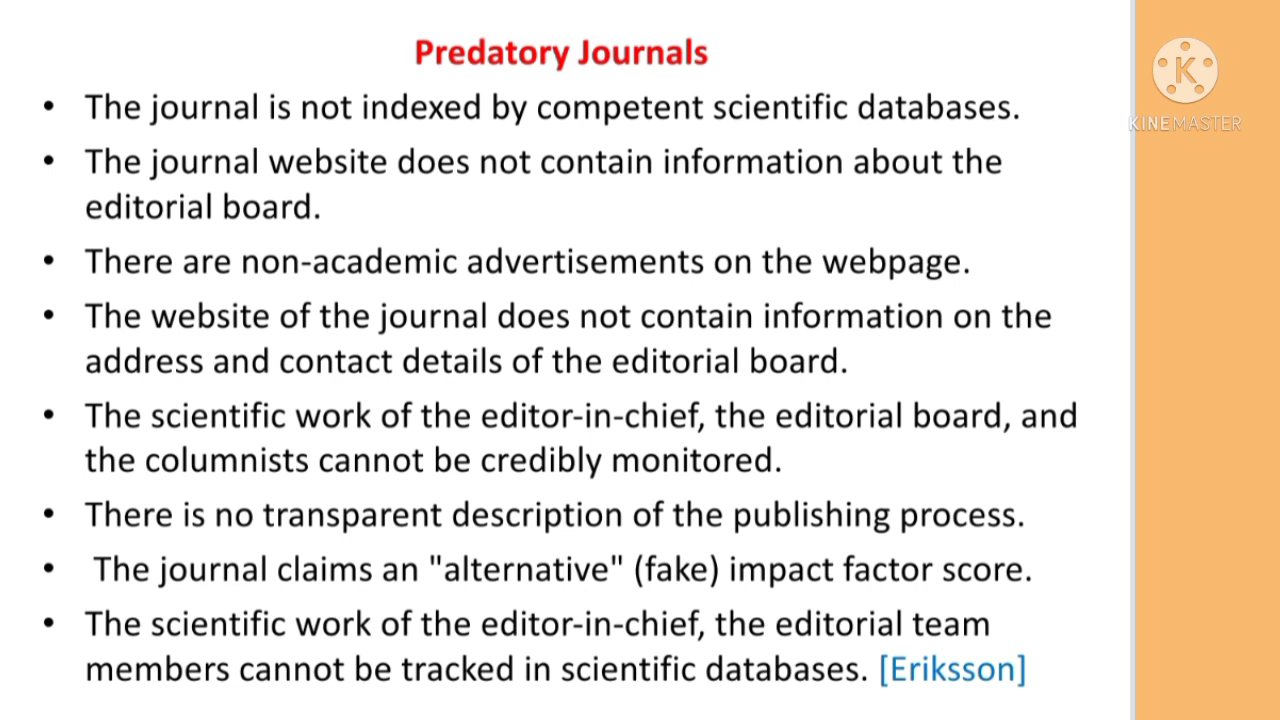 Predatory Journals
• The journal is not indexed by competent scientific databases.
• The journal website does not contain information about the
editorial board.
• There are non-academic advertisements on the webpage.
• The website of the journal does not contain information on the
address and contact details of the editorial board.
• The scientific work of the editor-in-chief, the editorial board, and
the columnists cannot be credibly monitored.
• There is no transparent description of the publishing process.
• The journal claims an "alternative" (fake) impact factor score.
• The scientific work of the editor-in-chief, the editorial team
members cannot be tracked in scientific databases. [Eriksson]
K
KINEMASTER